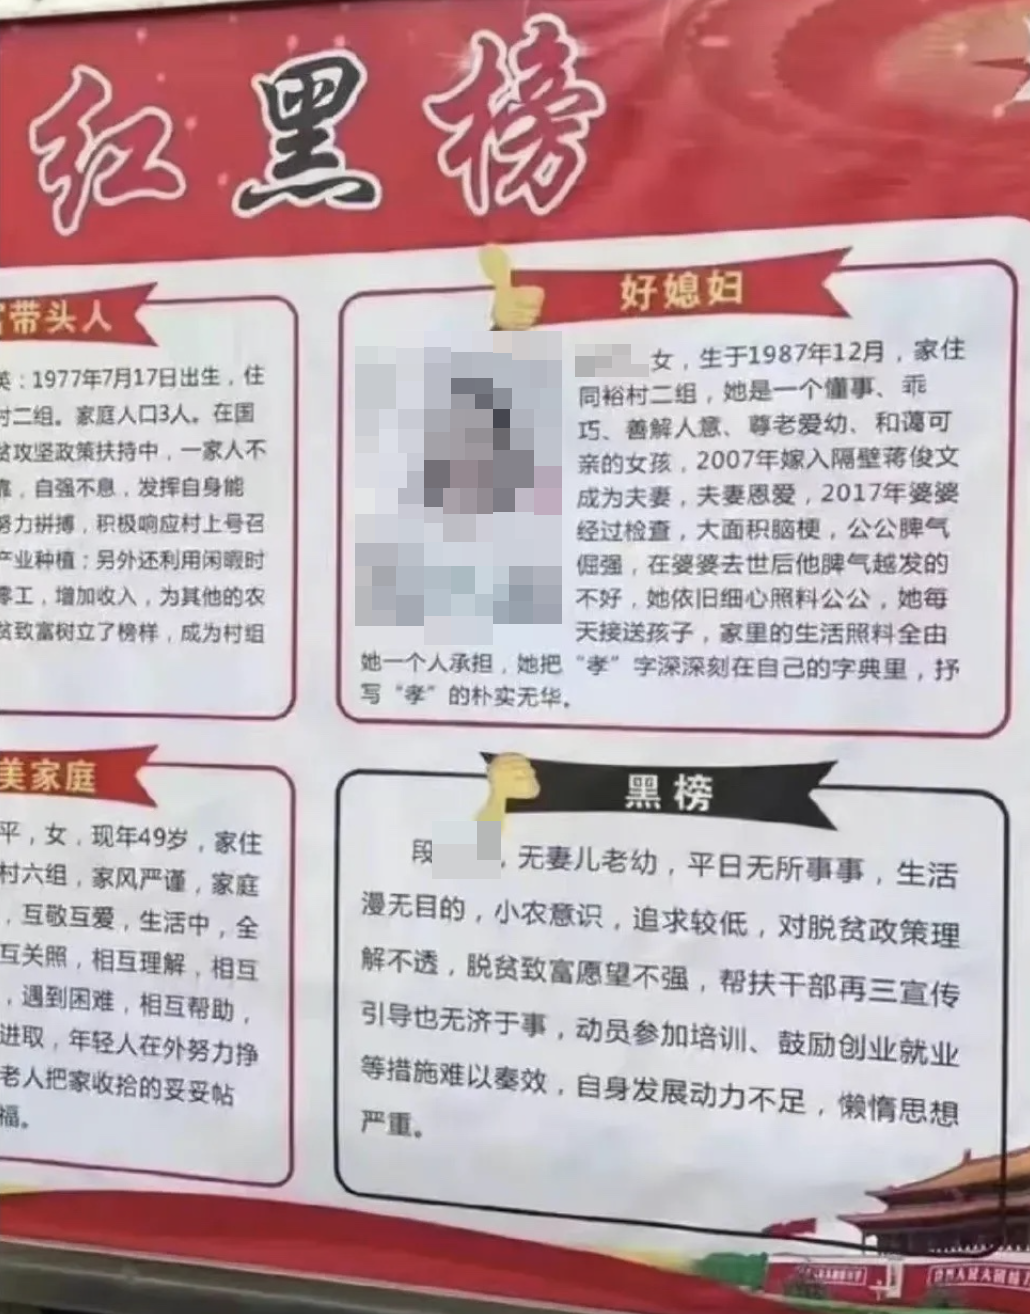 红黑榜
带头人
英：1977年7月17日出生，住
村二组。家庭人口3人。在国
贫攻坚政策扶持中，一家人不
靠，自强不息，发挥自身能
努力拼搏，积极响应村上号召
产业种植；另外还利用闲暇时
零工，增加收入，为其他的农
贫致富树立了榜样，成为村组
好媳妇
女，生于1987年12月，家住
同裕村二组，她是一个懂事、乖
巧、善解人意、尊老爱幼、和蔼可
亲的女孩，2007年嫁入隔壁蒋俊文
成为夫妻，夫妻恩爱，2017年婆婆
经过检查，大面积脑梗，公公脾气
倔强，在婆婆去世后他脾气越发的
不好，她依旧细心照料公公，她每
天接送孩子，家里的生活照料全由
她一个人承担，她把“孝”字深深刻在自己的字典里，抒
写“孝”的朴实无华。
美家庭
平，女，现年49岁，家住
村六组，家风严谨，家庭
，互敬互爱，生活中，全
互关照，相互理解，相互
，遇到困难，相互帮助，
进取，年轻人在外努力挣
老人把家收拾的妥妥帖
福。
黑榜
段，无妻儿老幼，平日无所事事，生活
漫无目的，小农意识，追求较低，对脱贫政策理
解不透，脱贫致富愿望不强，帮扶干部再三宣传
引导也无济于事，动员参加培训、鼓励创业就业
等措施难以奏效，自身发展动力不足，懒惰思想
严重。